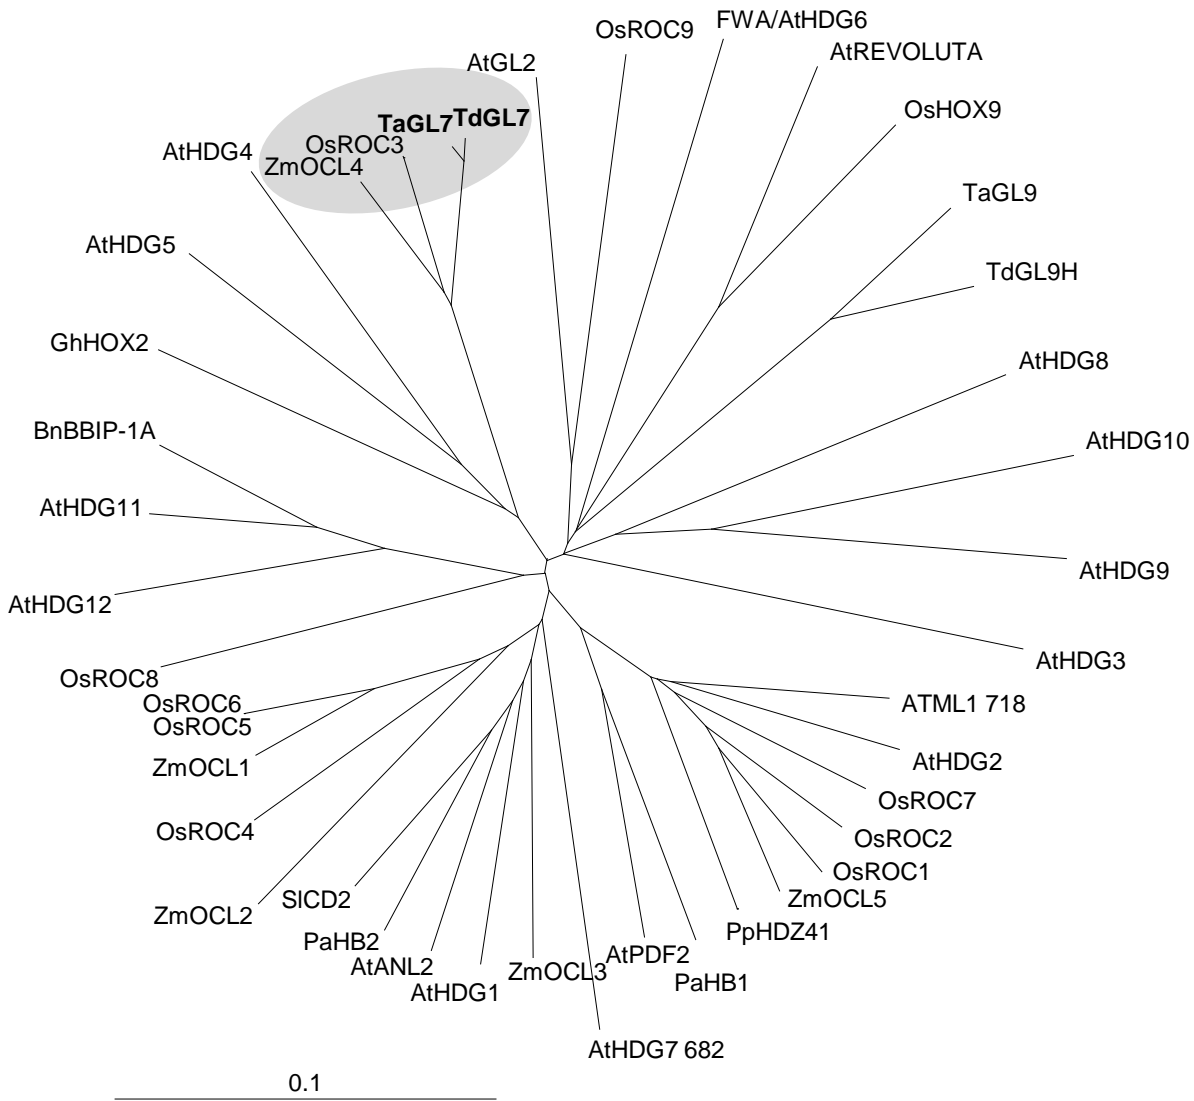 FWA/AtHDG6
OsROC9
AtREVOLUTA
AtGL2
OsHOX9
TaGL7
TdGL7
OsROC3
AtHDG4
ZmOCL4
TaGL9
AtHDG5
TdGL9H
GhHOX2
AtHDG8
BnBBIP-1A
AtHDG10
AtHDG11
AtHDG9
AtHDG12
AtHDG3
OsROC8
OsROC6
ATML1 718
OsROC5
AtHDG2
ZmOCL1
OsROC7
OsROC4
OsROC2
OsROC1
SlCD2
ZmOCL5
ZmOCL2
PpHDZ41
PaHB2
AtPDF2
AtANL2
ZmOCL3
PaHB1
AtHDG1
AtHDG7 682
0.1